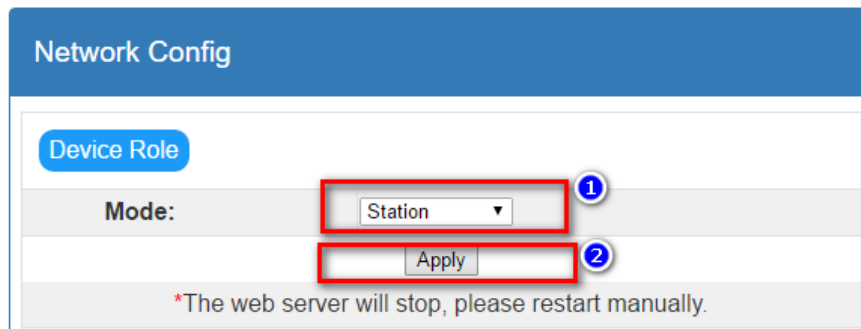 Network Config
Device Role
1
Mode: Station
Apply 2
*The web server will stop, please restart manually.